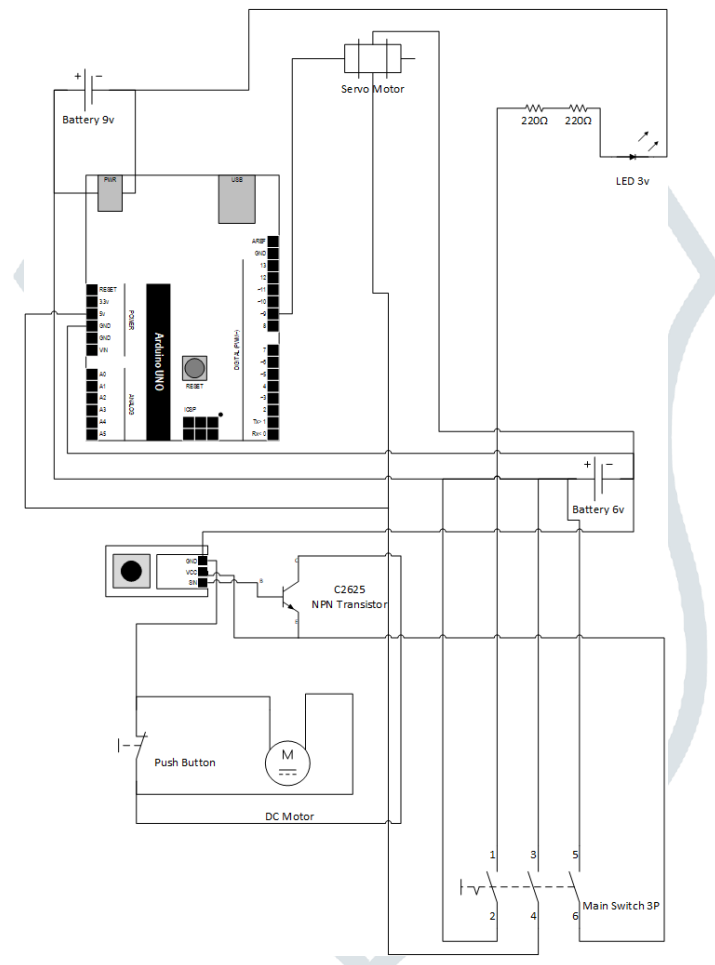 + −
Battery 9v
Servo Motor
220Ω 220Ω
LED 3v
PWR
USB
AREF
GND
13
12
~11
~10
~9
8
7
~6
~5
4
~3
2
Tx> 1
Rx< 0
RESET
3.3v
5v
GND
GND
VIN
A0
A1
A2
A3
A4
A5
POWER
ANALOG
Arduino UNO
DIGITAL (PWM~)
RESET
ICSP
+ −
Battery 6v
GND
VCC
B
C
E
C2625
NPN Transistor
Push Button
M
DC Motor
1 3 5
Main Switch 3P
2 4 6